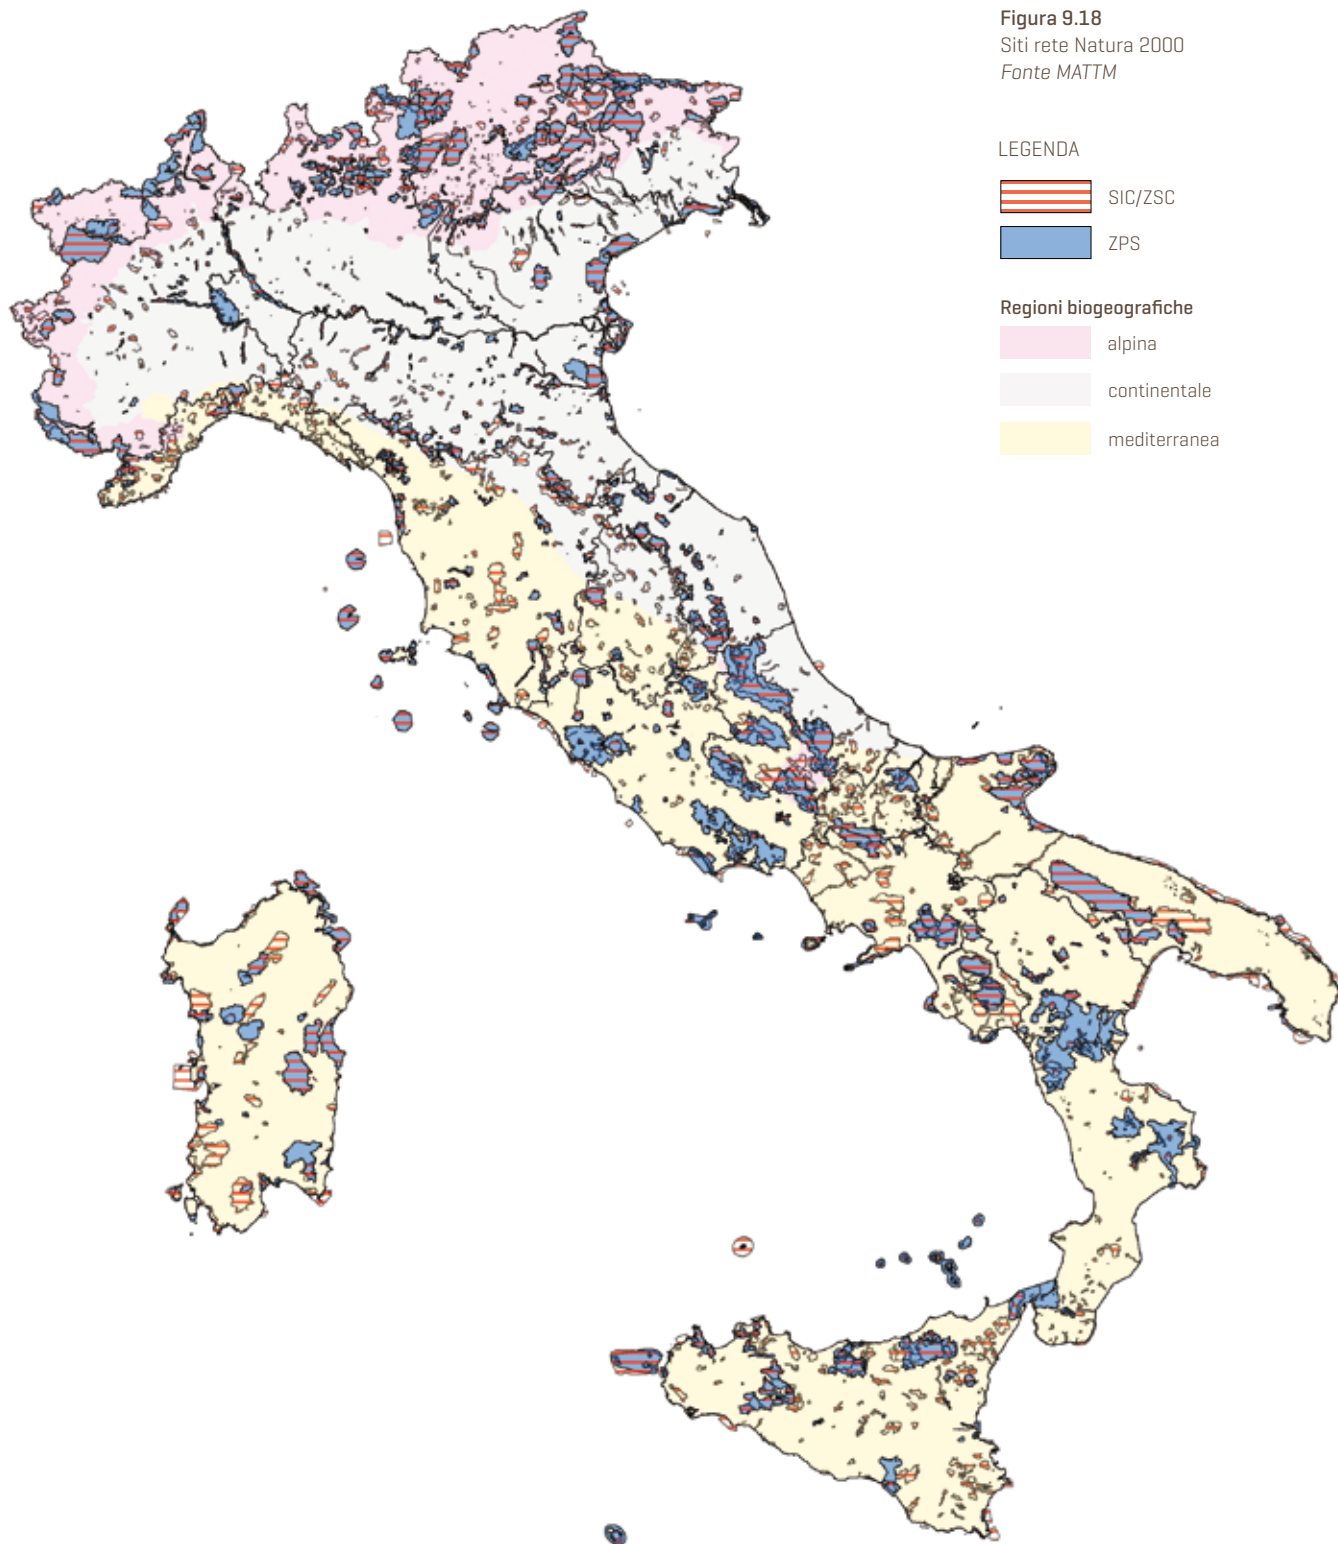 Figura 9.18
Siti rete Natura 2000
Fonte MATTM
LEGENDA
SIC/ZSC
ZPS
Regioni biogeografiche
alpina
continentale
mediterranea